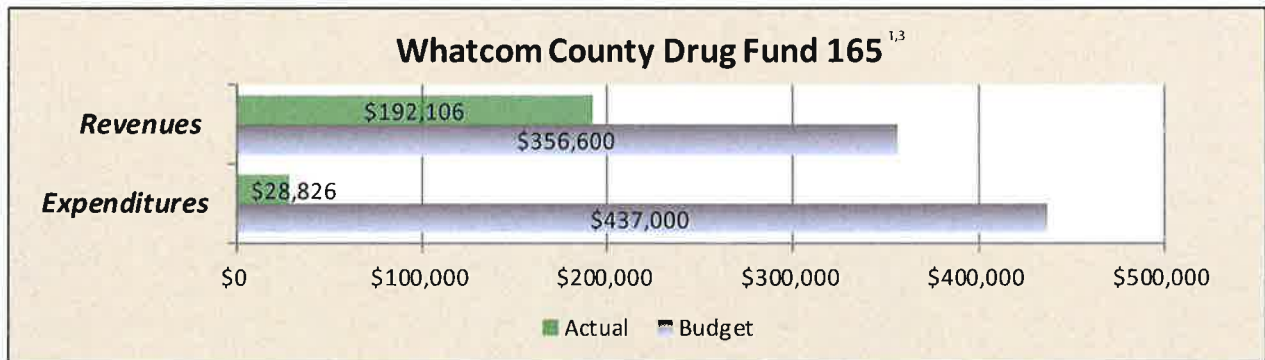 Whatcom County Drug Fund 165 1,3
Revenues
$192,106
$356,600
Expenditures
$28,826
$437,000
$0 $100,000 $200,000 $300,000 $400,000 $500,000
Actual Budget